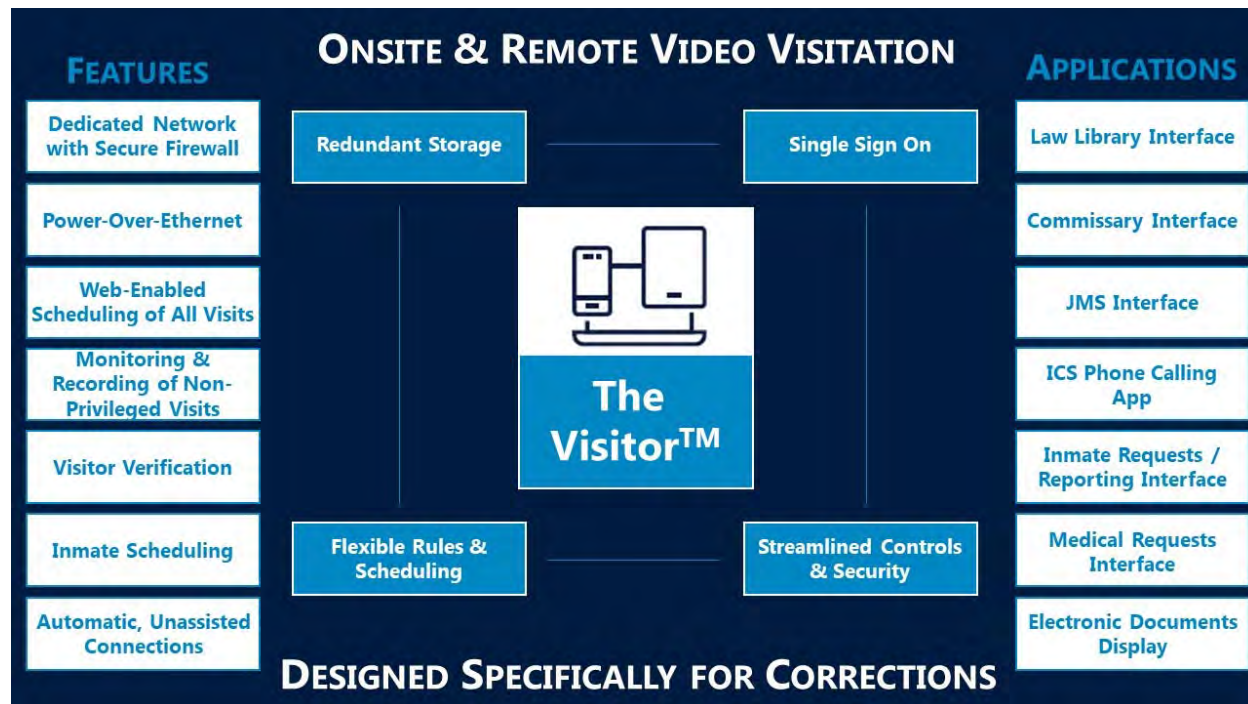 ONSITE & REMOTE VIDEO VISITATION
FEATURES
Dedicated Network
with Secure Firewall
Power-Over-Ethernet
Web-Enabled
Scheduling of All Visits
Monitoring &
Recording of Non-
Privileged Visits
Visitor Verification
Inmate Scheduling
Automatic, Unassisted
Connections
Redundant Storage
Single Sign On
The
Visitor™
Flexible Rules &
Scheduling
Streamlined Controls
& Security
APPLICATIONS
Law Library Interface
Commissary Interface
JMS Interface
ICS Phone Calling
App
Inmate Requests /
Reporting Interface
Medical Requests
Interface
Electronic Documents
Display
DESIGNED SPECIFICALLY FOR CORRECTIONS